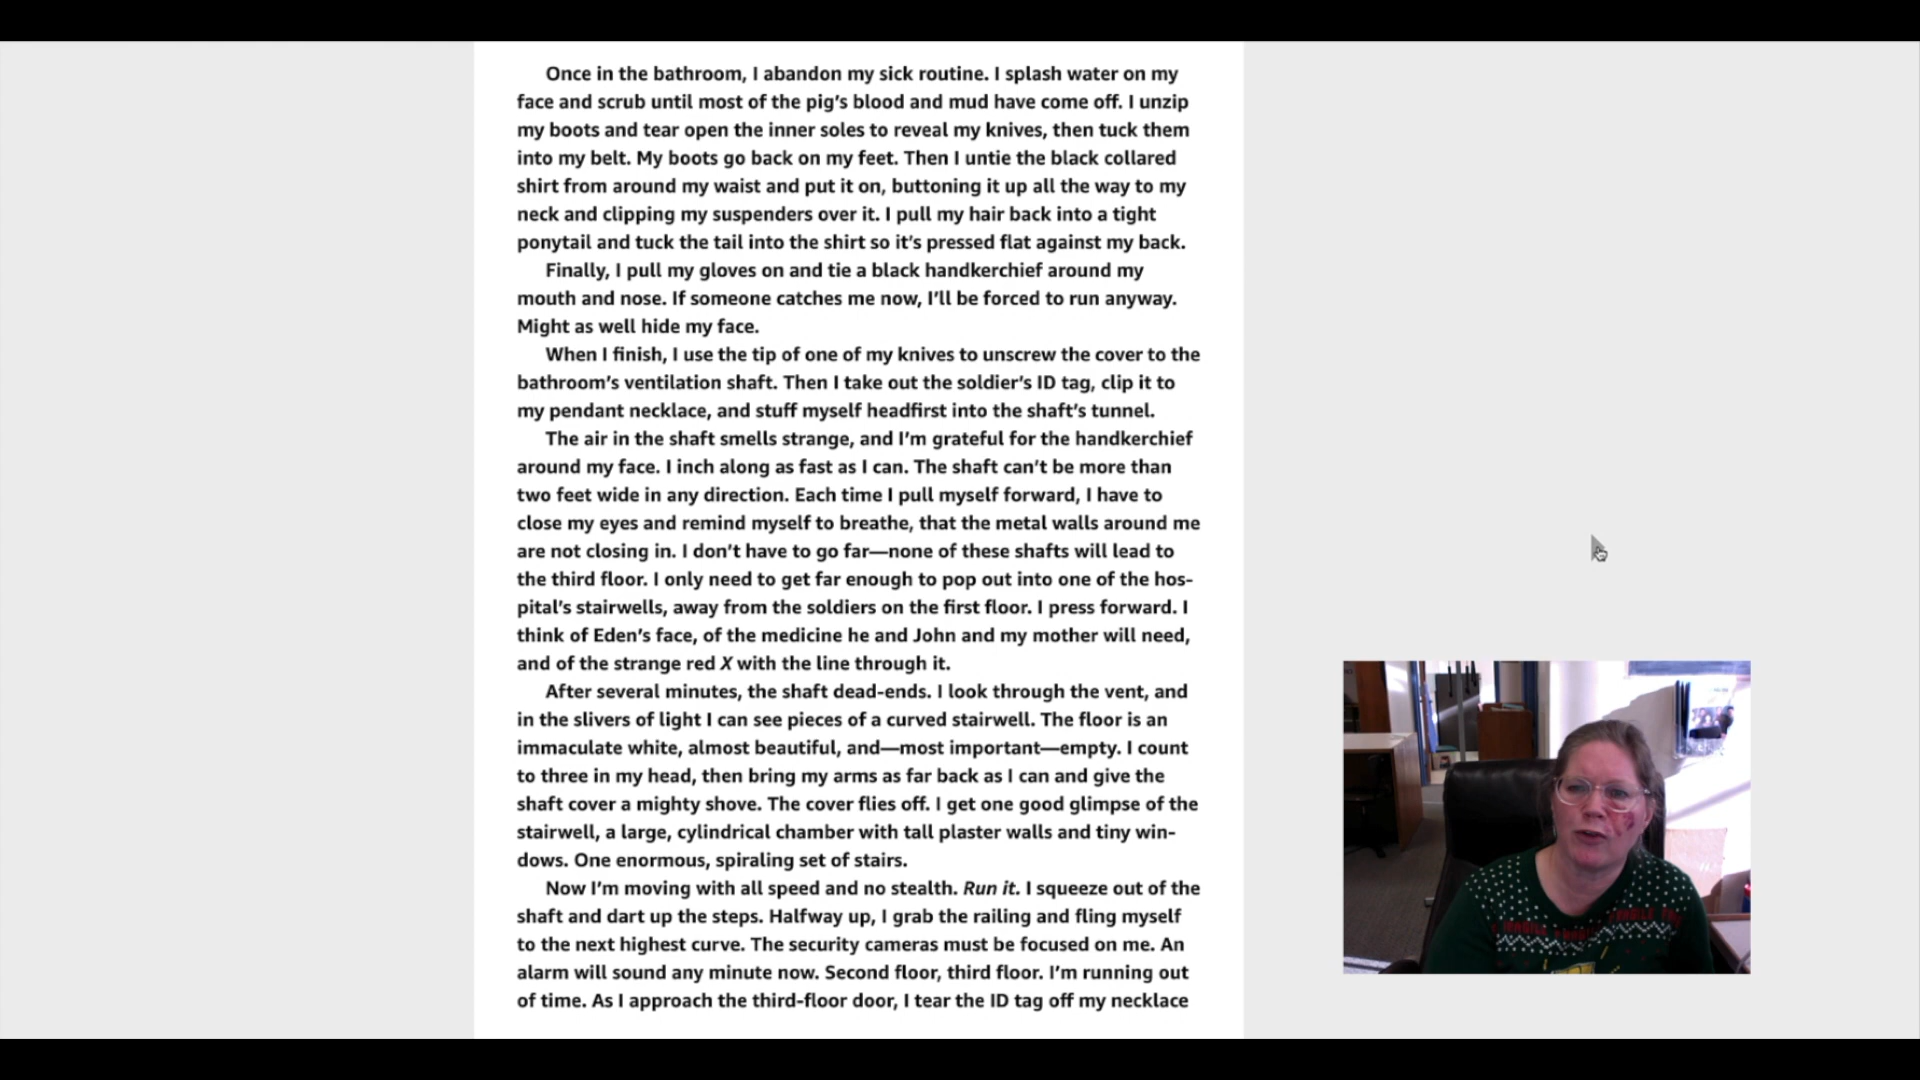 Once in the bathroom, I abandon my sick routine. I splash water on my
face and scrub until most of the pig’s blood and mud have come off. I unzip
my boots and tear open the inner soles to reveal my knives, then tuck them
into my belt. My boots go back on my feet. Then I untie the black collared
shirt from around my waist and put it on, buttoning it up all the way to my
neck and clipping my suspenders over it. I pull my hair back into a tight
ponytail and tuck the tail into the shirt so it’s pressed flat against my back.
Finally, I pull my gloves on and tie a black handkerchief around my
mouth and nose. If someone catches me now, I’ll be forced to run anyway.
Might as well hide my face.
When I finish, I use the tip of one of my knives to unscrew the cover to the
bathroom’s ventilation shaft. Then I take out the soldier’s ID tag, clip it to
my pendant necklace, and stuff myself headfirst into the shaft’s tunnel.
The air in the shaft smells strange, and I’m grateful for the handkerchief
around my face. I inch along as fast as I can. The shaft can’t be more than
two feet wide in any direction. Each time I pull myself forward, I have to
close my eyes and remind myself to breathe, that the metal walls around me
are not closing in. I don’t have to go far—none of these shafts will lead to
the third floor. I only need to get far enough to pop out into one of the hos-
pital’s stairwells, away from the soldiers on the first floor. I press forward. I
think of Eden’s face, of the medicine he and John and my mother will need,
and of the strange red X with the line through it.
After several minutes, the shaft dead-ends. I look through the vent, and
in the slivers of light I can see pieces of a curved stairwell. The floor is an
immaculate white, almost beautiful, and—most important—empty. I count
to three in my head, then bring my arms as far back as I can and give the
shaft cover a mighty shove. The cover flies off. I get one good glimpse of the
stairwell, a large, cylindrical chamber with tall plaster walls and tiny win-
dows. One enormous, spiraling set of stairs.
Now I’m moving with all speed and no stealth. Run it. I squeeze out of the
shaft and dart up the steps. Halfway up, I grab the railing and fling myself
to the next highest curve. The security cameras must be focused on me. An
alarm will sound any minute now. Second floor, third floor. I’m running out
of time. As I approach the third-floor door, I tear the ID tag off my necklace